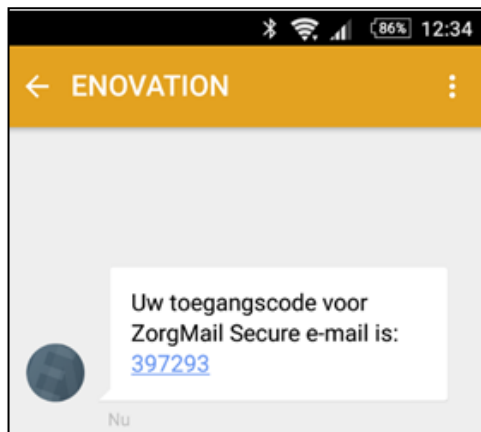 86% 12:34
ENOVATION
Uw toegangscode voor
ZorgMail Secure e-mail is:
397293
Nu